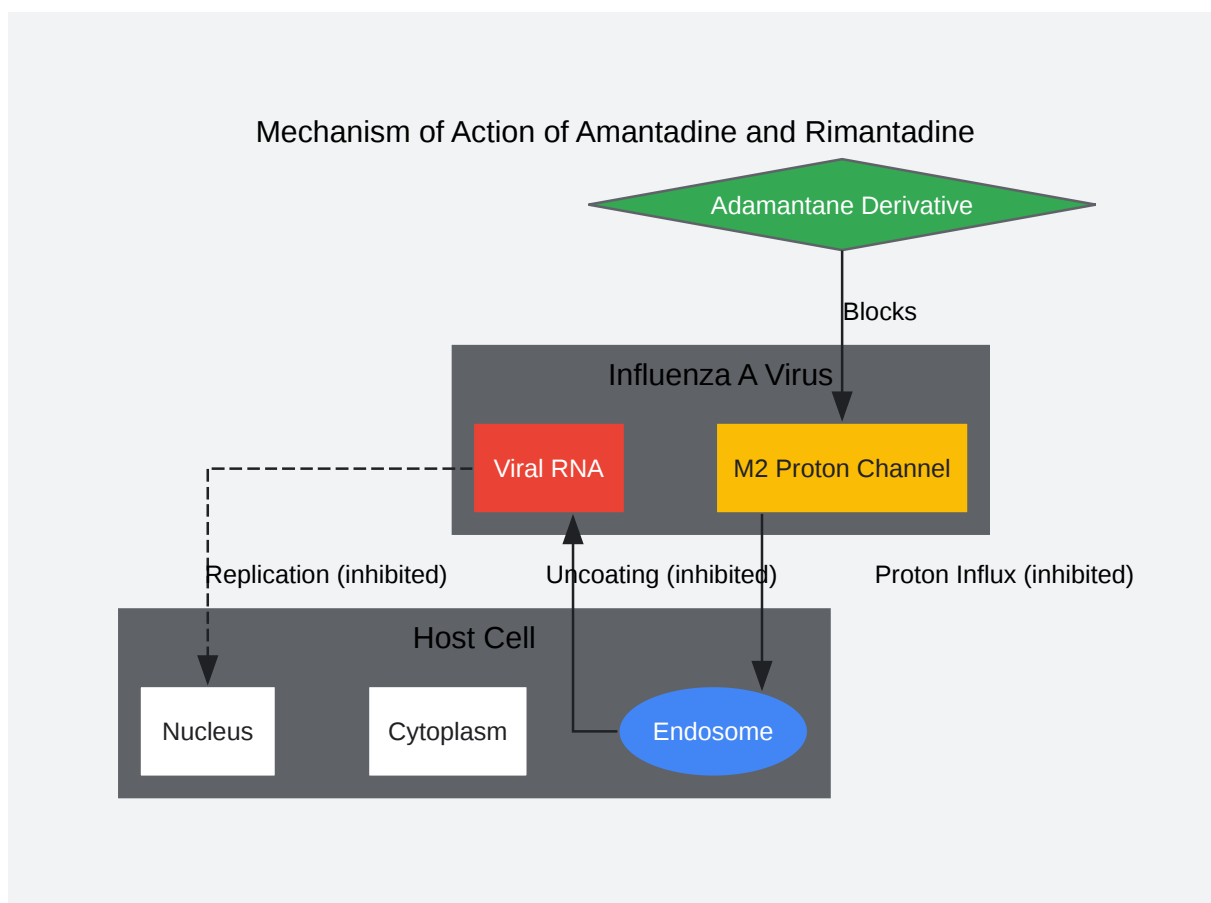 Mechanism of Action of Amantadine and Rimantadine
Adamantane Derivative
Blocks
Influenza A Virus
Viral RNA
M2 Proton Channel
Replication (inhibited)
Uncoating (inhibited)
Proton Influx (inhibited)
Host Cell
Nucleus
Cytoplasm
Endosome